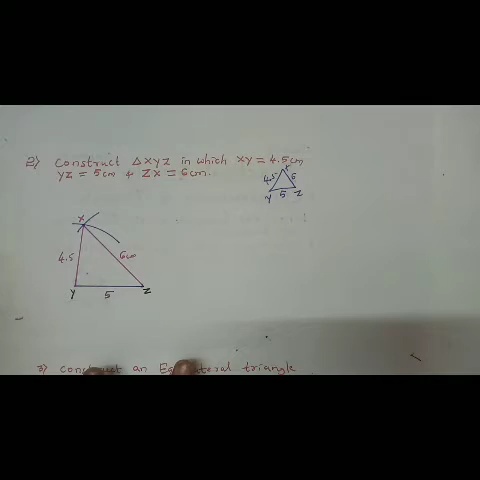 2) Construct ΔXYZ in which XY = 4.5cm
YZ = 5cm + ZX = 6cm.
X
4.5 6
Y 5 Z
X
4.5 6cm
Y 5 Z
3) Construct an triangle